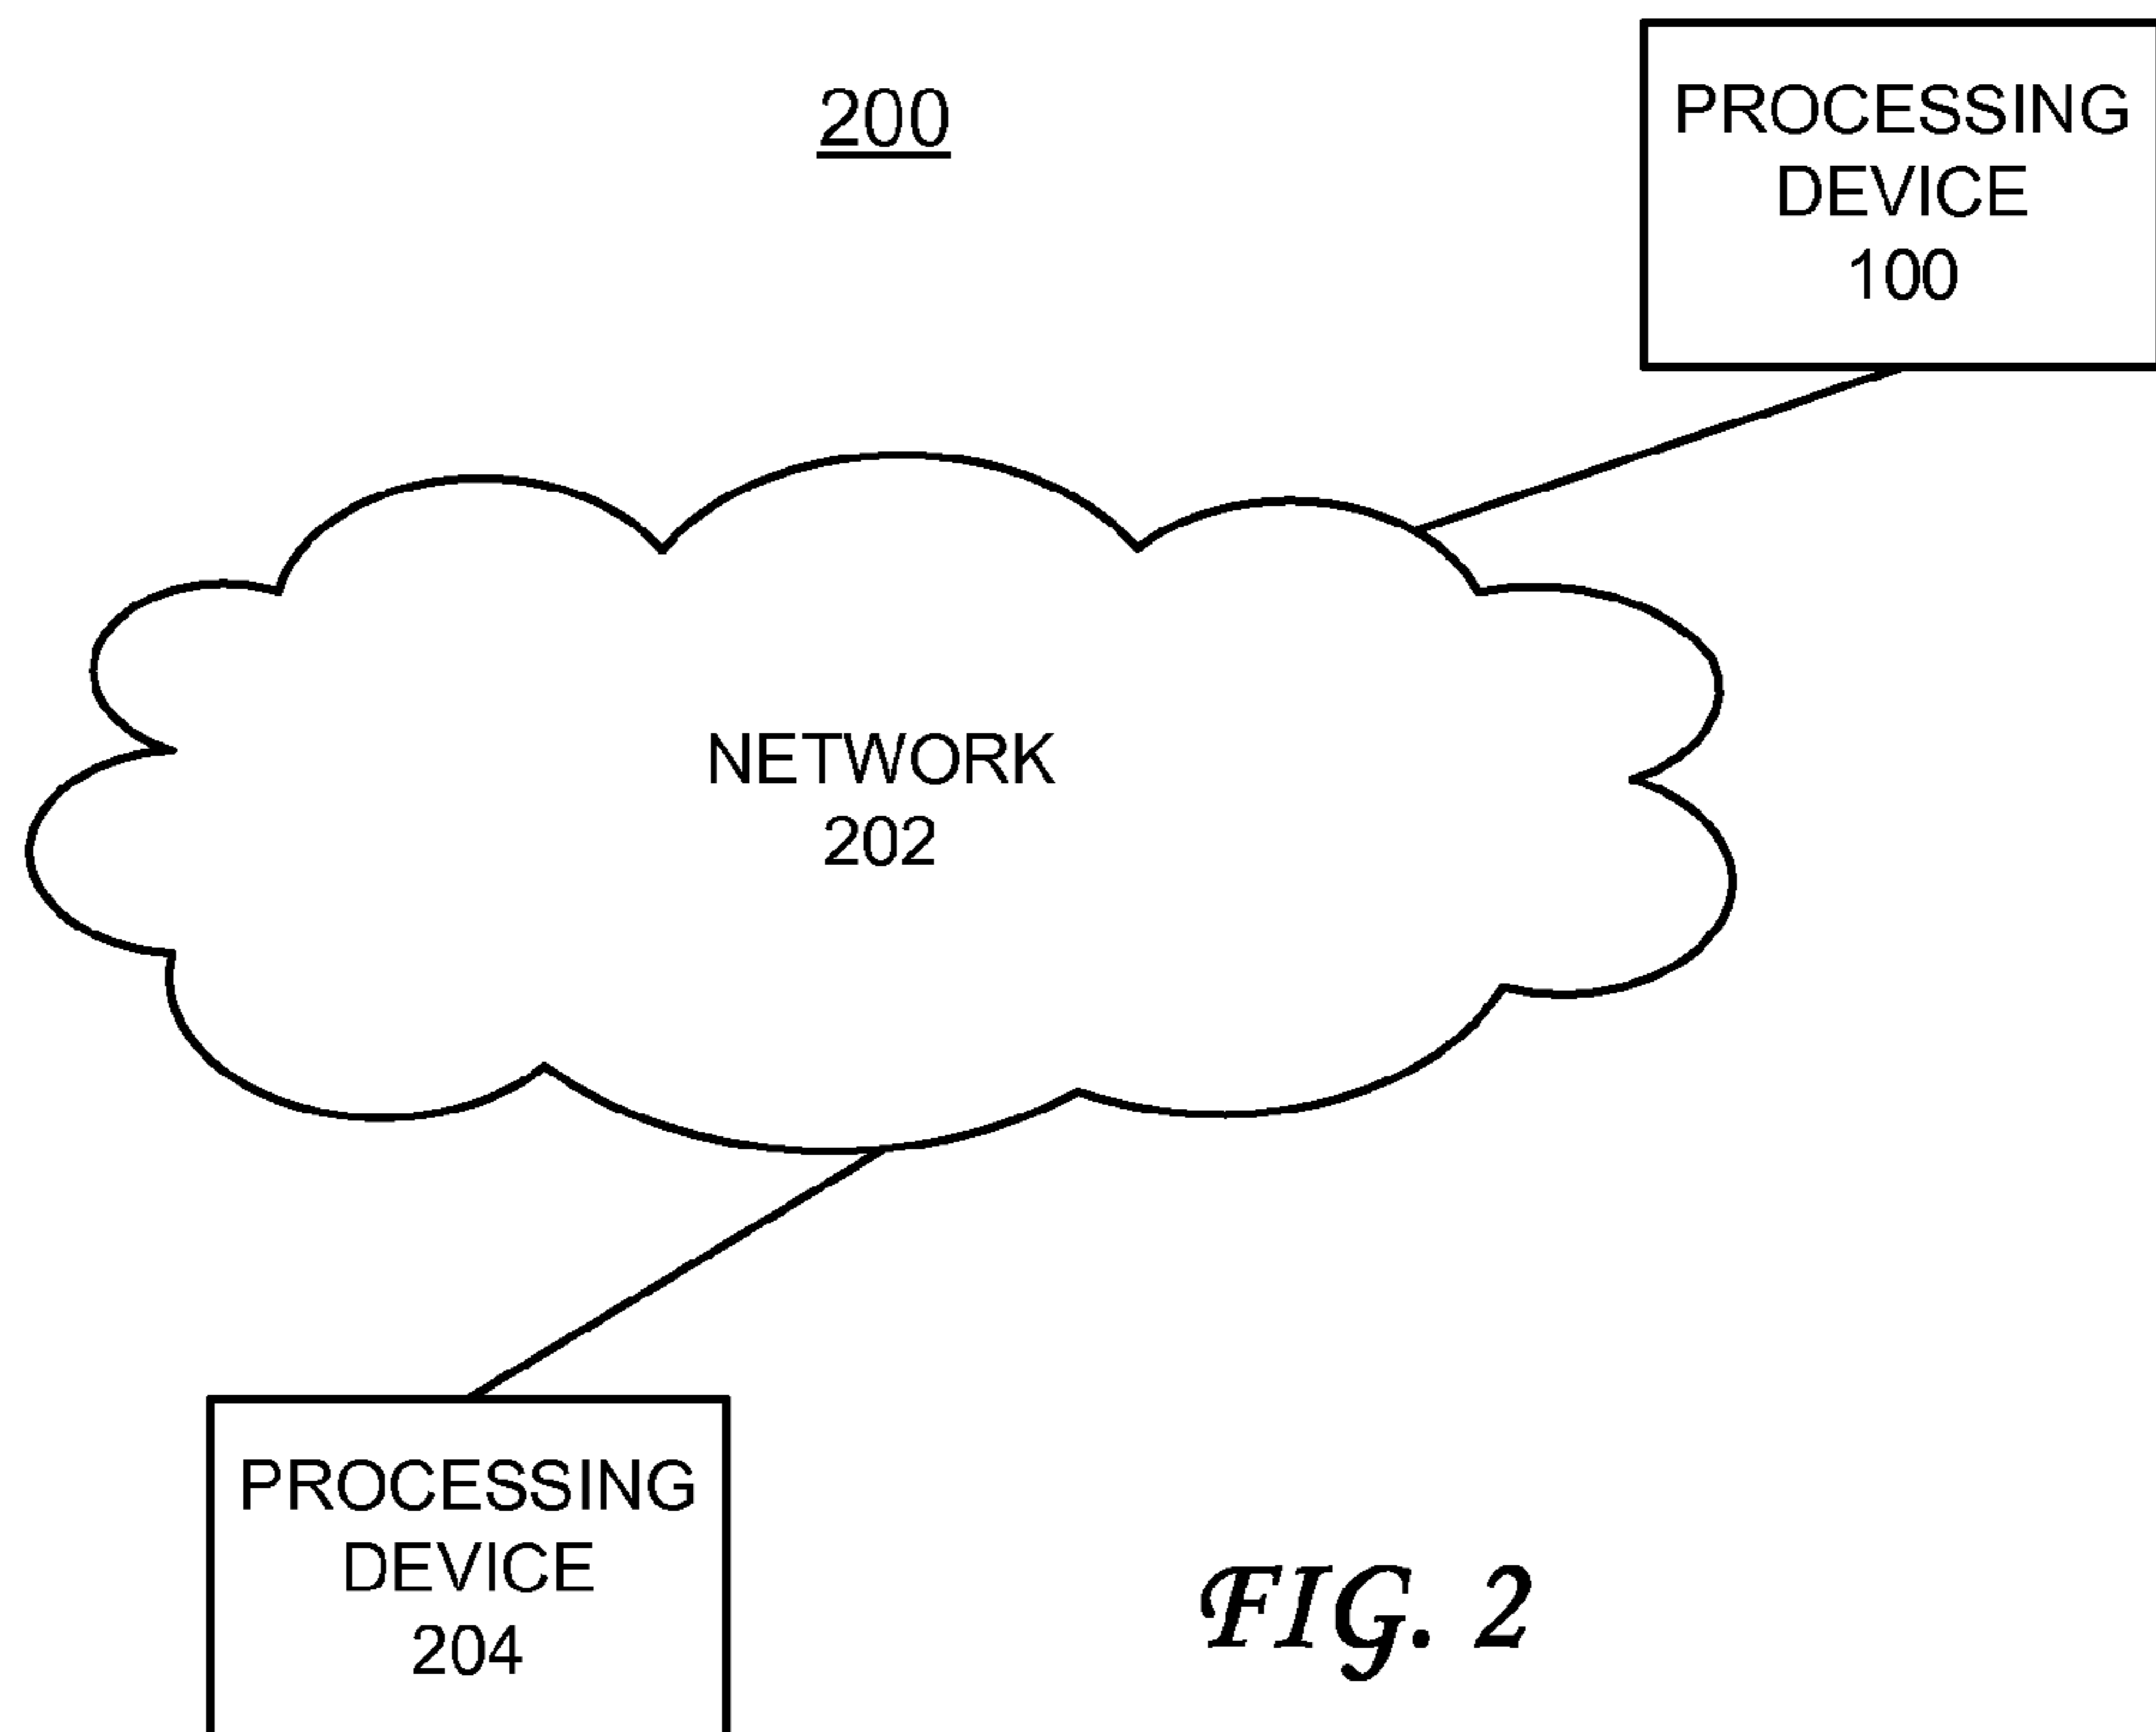 200
PROCESSING
DEVICE
100
NETWORK
202
PROCESSING
DEVICE
204
FIG. 2